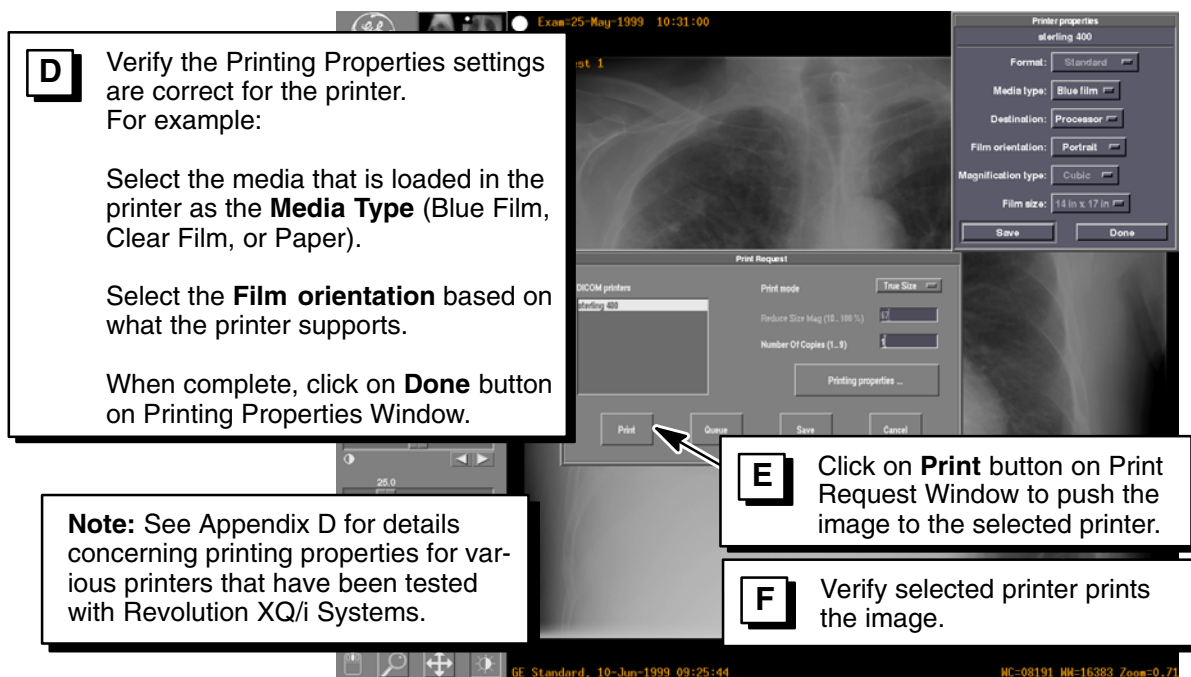 Exam=25-May-1999 10:31:00
est 1
D
Verify the Printing Properties settings
are correct for the printer.
For example:
Select the media that is loaded in the
printer as the Media Type (Blue Film,
Clear Film, or Paper).
Select the Film orientation based on
what the printer supports.
When complete, click on Done button
on Printing Properties Window.
Printer properties
sterling 400
Format: Standard
Media type: Blue film
Destination: Processor
Film orientation: Portrait
Magnification type: Cubic
Film size: 14 in x 17 in
Save Done
Print Request
DICOM printers
sterling 400
Print mode True Size
Reduce Size Mag (10.. 100 %)
Number Of Copies (1.. 9)
Printing properties ...
Print Queue Save Cancel
25.0
E
Click on Print button on Print
Request Window to push the
image to the selected printer.
Note: See Appendix D for details
concerning printing properties for var-
ious printers that have been tested
with Revolution XQ/i Systems.
F
Verify selected printer prints
the image.
GE Standard, 10-Jun-1999 09:25:44
WC=08191 WW=16383 Zoom=0.71